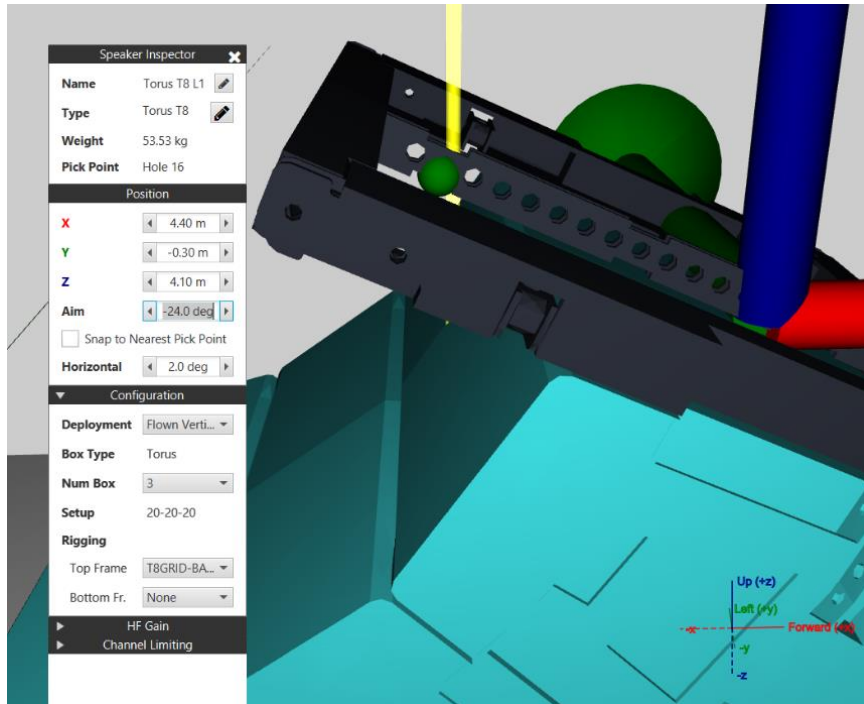 Speaker Inspector
Name Torus T8 L1
Type Torus T8
Weight 53.53 kg
Pick Point Hole 16
Position
X 4.40 m
Y -0.30 m
Z 4.10 m
Aim -24.0 deg
Snap to Nearest Pick Point
Horizontal 2.0 deg
Configuration
Deployment Flown Verti...
Box Type Torus
Num Box 3
Setup 20-20-20
Rigging
Top Frame T8GRID-BA...
Bottom Fr. None
HF Gain
Channel Limiting
Up (+z)
Left (+y)
-x Forward (+x)
-y
-z